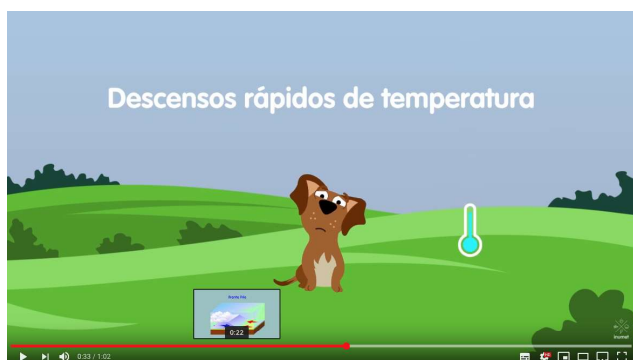 Descensos rápidos de temperatura
Frente Frío
0:22
0:33 / 1:02
inumet